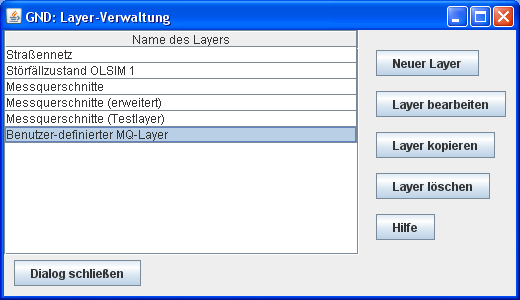 GND: Layer-Verwaltung
Name des Layers
Straßennetz
Störfällzustand OLSIM 1
Messquerschnitte
Messquerschnitte (erweitert)
Messquerschnitte (Testlayer)
Benutzer-definierter MQ-Layer
Neuer Layer
Layer bearbeiten
Layer kopieren
Layer löschen
Hilfe
Dialog schließen